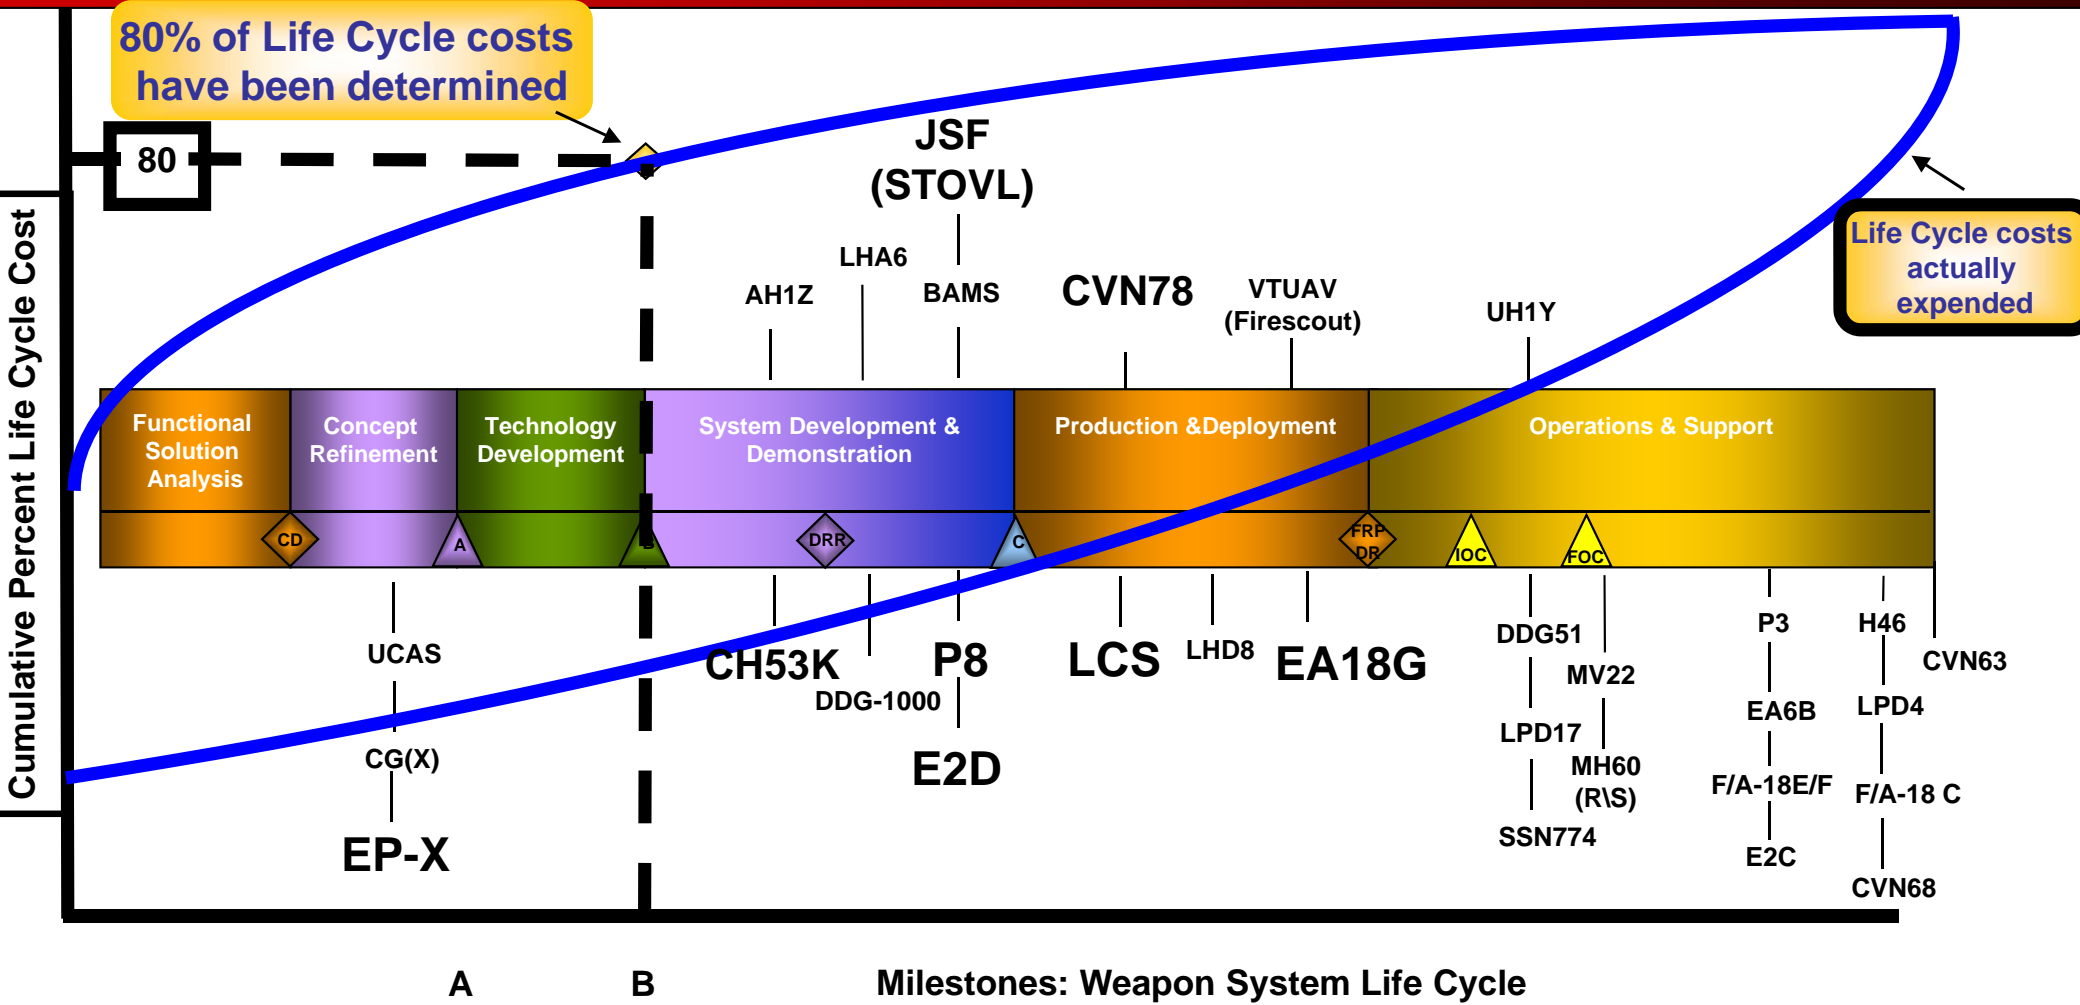 80% of Life Cycle costs
have been determined
80
Cumulative Percent Life Cycle Cost
JSF
(STOVL)
LHA6
AH1Z
BAMS
CVN78
VTUAV
(Firescout)
UH1Y
Life Cycle costs
actually
expended
Functional
Solution
Analysis
Concept
Refinement
Technology
Development
System Development &
Demonstration
Production &Deployment
Operations & Support
CD
A
B
DRR
C
FRP
DR
IOC
FOC
UCAS
CG(X)
EP-X
CH53K
DDG-1000
P8
E2D
LCS
LHD8
EA18G
DDG51
LPD17
SSN774
MV22
MH60
(R\S)
P3
EA6B
F/A-18E/F
E2C
H46
LPD4
F/A-18 C
CVN68
CVN63
A
B
Milestones: Weapon System Life Cycle